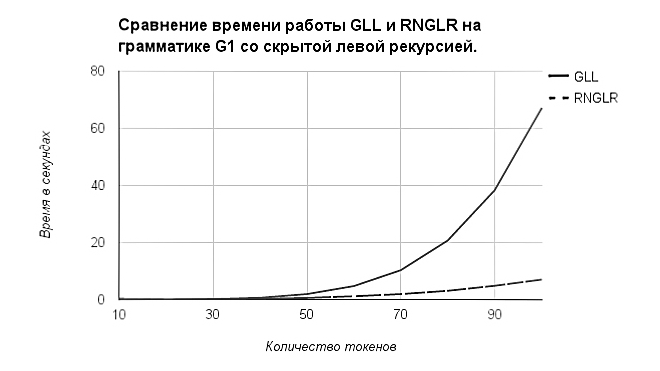 Сравнение времени работы GLL и RNGLR на
грамматике G1 со скрытой левой рекурсией.
80
60
40
20
0
10
30
50
70
90
Время в секундах
Количество токенов
GLL
RNGLR